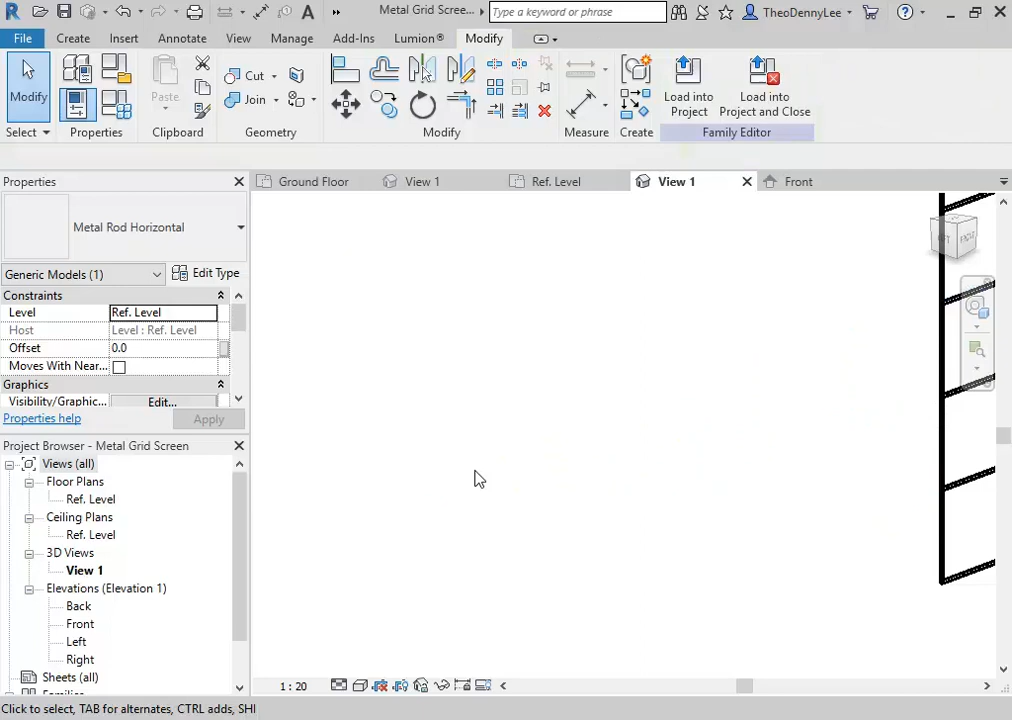 Metal Grid Scree...
Type a keyword or phrase
TheoDennyLee
File
Create
Insert
Annotate
View
Manage
Add-Ins
Lumion®
Modify
Modify
Paste
Cut
Join
Load into
Project
Load into
Project and Close
Select
Properties
Clipboard
Geometry
Modify
Measure
Create
Family Editor
Properties
Ground Floor
View 1
Ref. Level
View 1
Front
Metal Rod Horizontal
Generic Models (1)
Edit Type
Constraints
Level
Ref. Level
Host
Level : Ref. Level
Offset
0.0
Moves With Near...
Graphics
Visibility/Graphic...
Edit...
Properties help
Apply
Project Browser - Metal Grid Screen
Views (all)
Floor Plans
Ref. Level
Ceiling Plans
Ref. Level
3D Views
View 1
Elevations (Elevation 1)
Back
Front
Left
Right
Sheets (all)
1 : 20
Click to select, TAB for alternates, CTRL adds, SHI